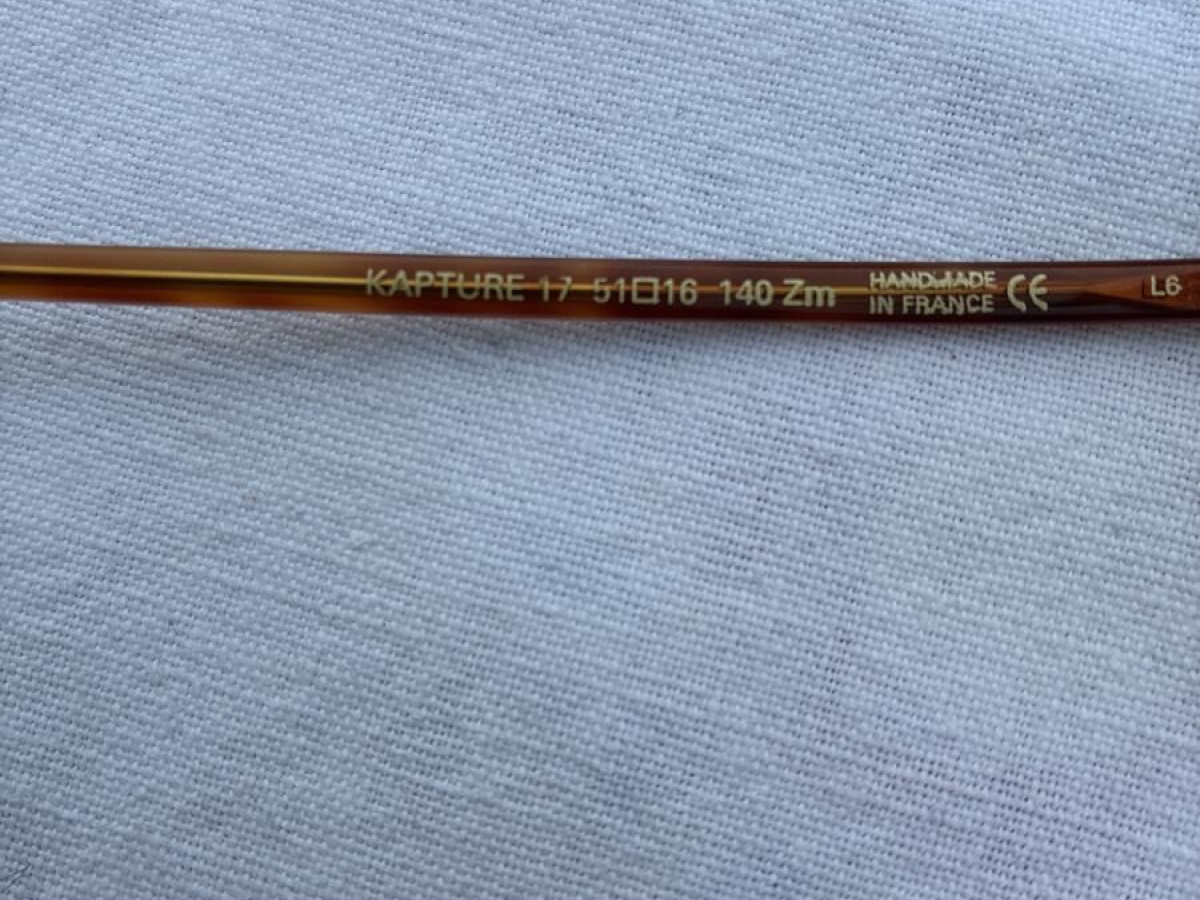 KAPTURE 17 51□16 140 Zm
HANDMADE
IN FRANCE CE
L6